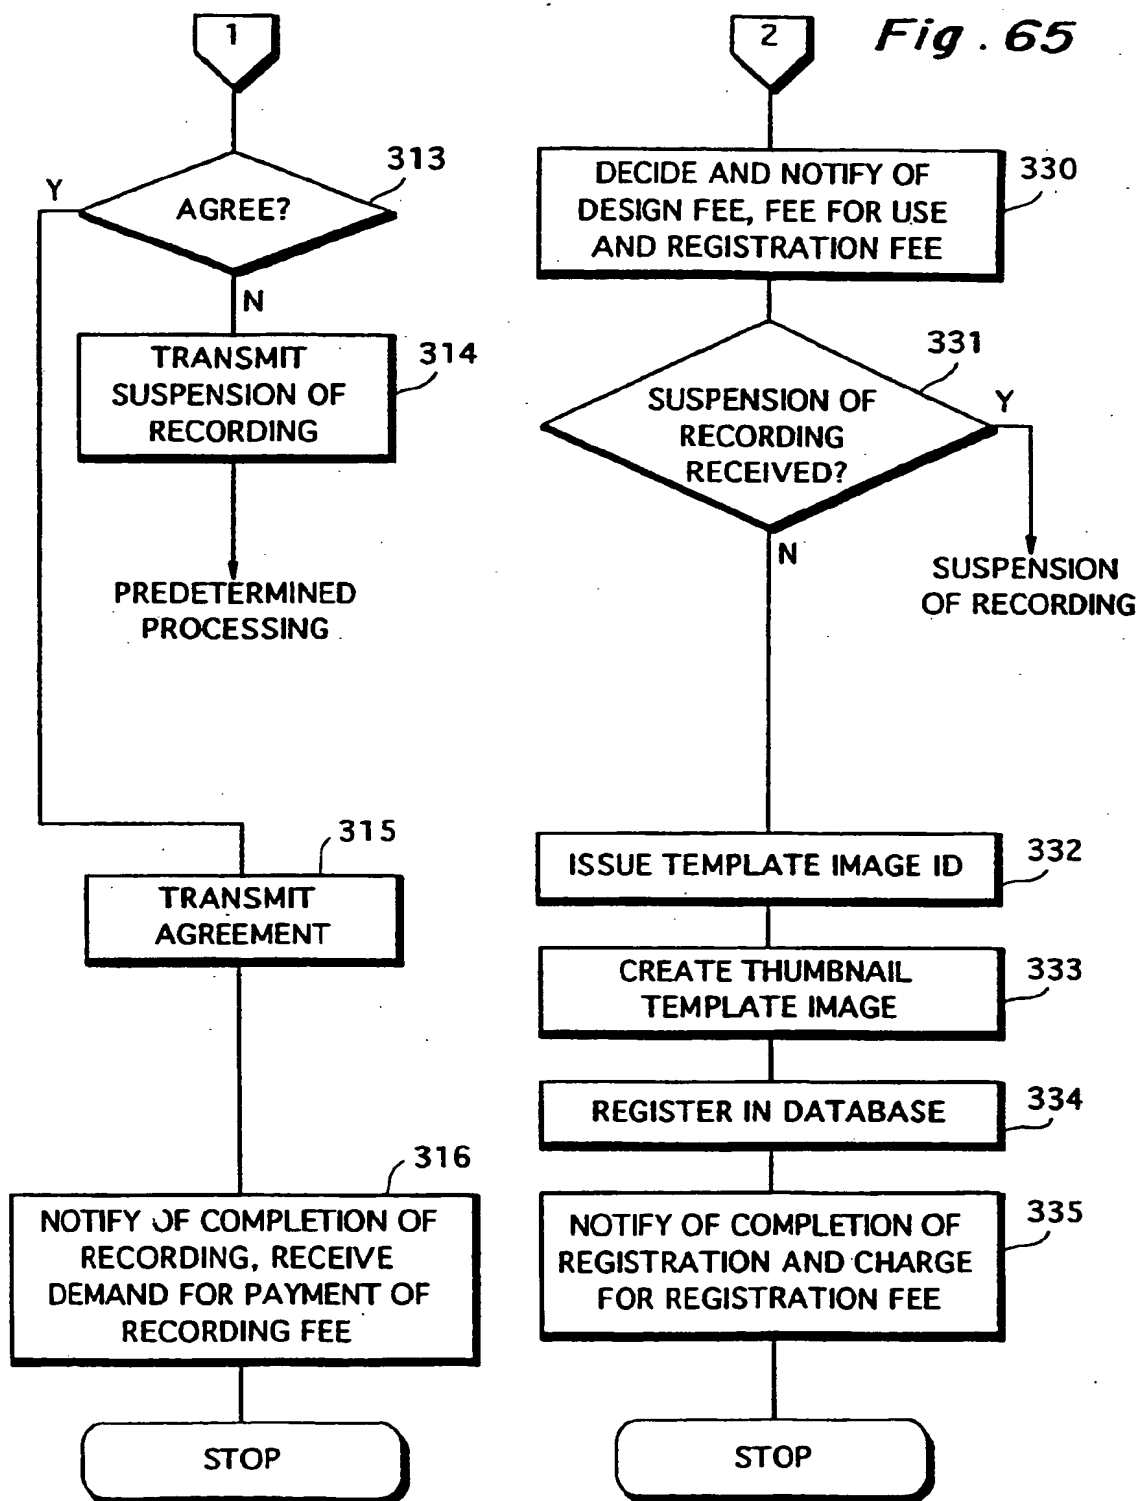 Fig. 65
1
313
AGREE?
Y
N
314
TRANSMIT
SUSPENSION OF
RECORDING
PREDETERMINED
PROCESSING
315
TRANSMIT
AGREEMENT
316
NOTIFY OF COMPLETION OF
RECORDING, RECEIVE
DEMAND FOR PAYMENT OF
RECORDING FEE
STOP
2
330
DECIDE AND NOTIFY OF
DESIGN FEE, FEE FOR USE
AND REGISTRATION FEE
331
SUSPENSION OF
RECORDING
RECEIVED?
Y
N
SUSPENSION
OF RECORDING
332
ISSUE TEMPLATE IMAGE ID
333
CREATE THUMBNAIL
TEMPLATE IMAGE
334
REGISTER IN DATABASE
335
NOTIFY OF COMPLETION OF
REGISTRATION AND CHARGE
FOR REGISTRATION FEE
STOP